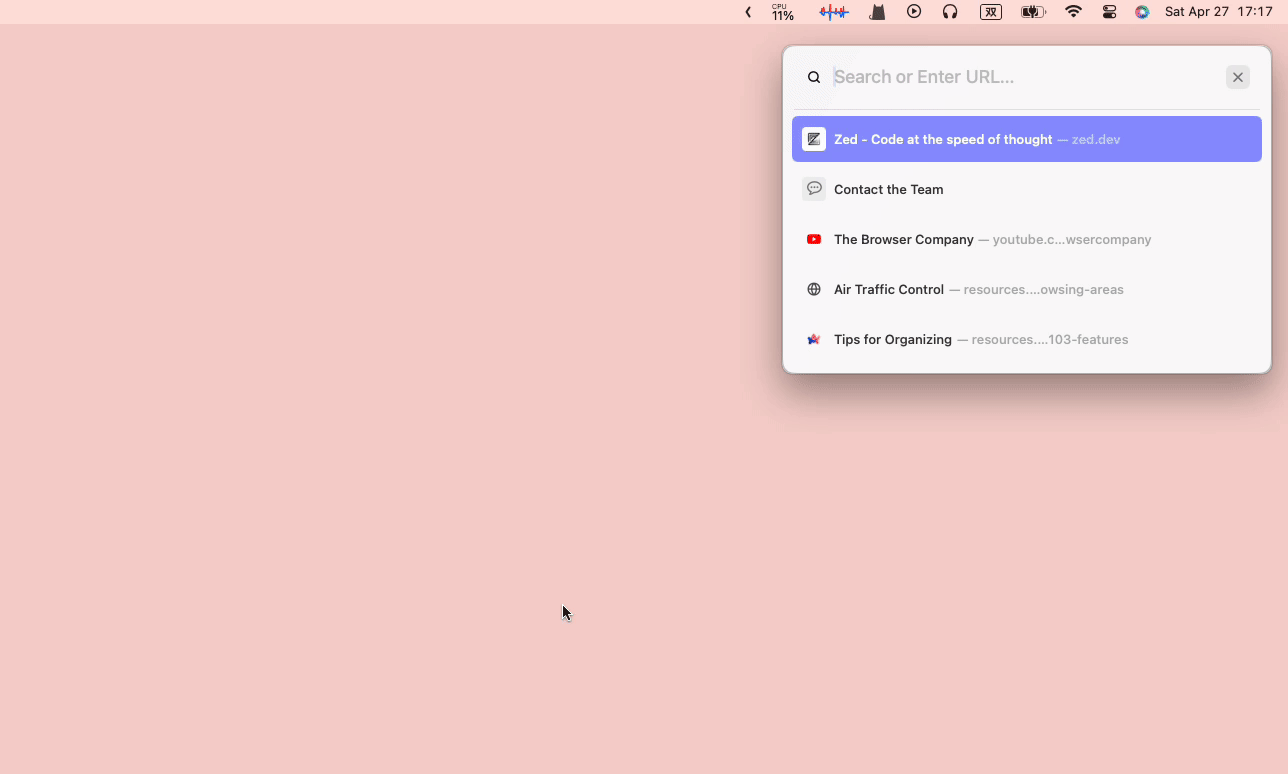 CPU
11%
双
Sat Apr 27 17:17
Search or Enter URL...
Zed - Code at the speed of thought — zed.dev
Contact the Team
The Browser Company — youtube.c...wsercompany
Air Traffic Control — resources....owsing-areas
Tips for Organizing — resources....103-features